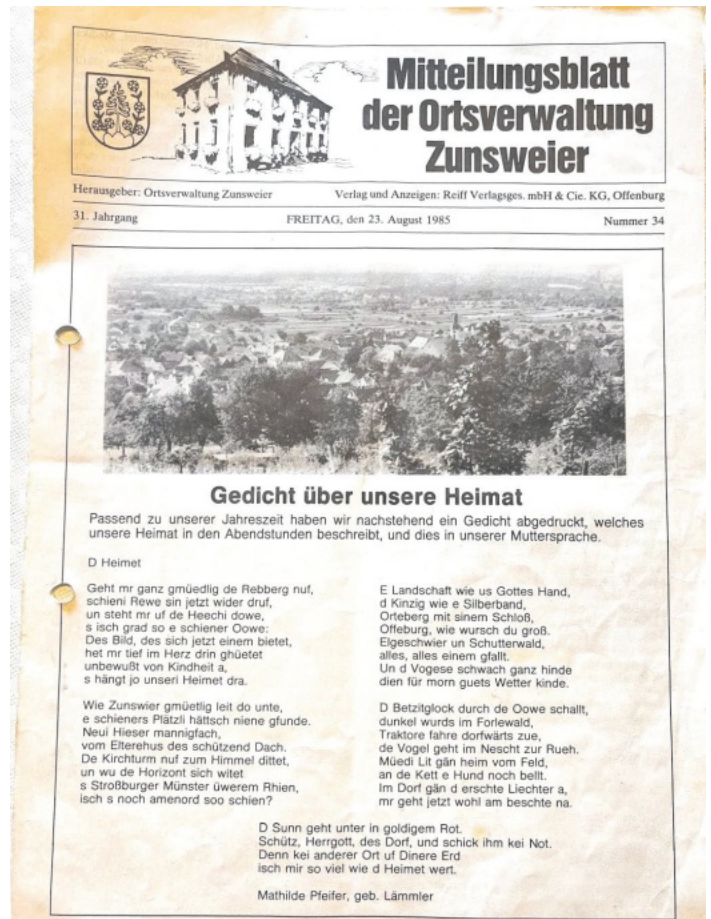 Mitteilungsblatt
der Ortsverwaltung
Zunsweier
Herausgeber: Ortsverwaltung Zunsweier
Verlag und Anzeigen: Reiff Verlagsges. mbH & Cie. KG, Offenburg
31. Jahrgang
FREITAG, den 23. August 1985
Nummer 34
Gedicht über unsere Heimat
Passend zu unserer Jahreszeit haben wir nachstehend ein Gedicht abgedruckt, welches
unsere Heimat in den Abendstunden beschreibt, und dies in unserer Muttersprache.
D Heimet
Geht mr ganz gmüedlig de Rebberg nuf,
schieni Rewe sin jetzt wider druf,
un steht mr uf de Heechi dowe,
s isch grad so e schiener Oowe:
Des Bild, des sich jetzt einem bietet,
het mr tief im Herz drin ghüetet
unbewußt von Kindheit a,
s hängt jo unseri Heimet dra.
Wie Zunswier gmüetlig leit do unte,
e schieners Plätzli hättsch niene gfunde.
Neui Hieser mannigfach,
vom Elterehus des schützend Dach.
De Kirchturm nuf zum Himmel dittet,
un wu de Horizont sich witet
s Stroßburger Münster üwerem Rhien,
isch s noch amenord soo schien?
E Landschaft wie us Gottes Hand,
d Kinzig wie e Silberband,
Orteberg mit sinem Schloß,
Offeburg, wie wursch du groß.
Elgeschwier un Schutterwald,
alles, alles einem gfallt.
Un d Vogese schwach ganz hinde
dien für morn guets Wetter kinde.
D Betzitglock durch de Oowe schallt,
dunkel wurds im Forlewald,
Traktore fahre dorfwärts zue,
de Vogel geht im Nescht zur Rueh.
Müedi Lit gän heim vom Feld,
an de Kett e Hund noch bellt.
Im Dorf gän d erschte Liechter a,
mr geht jetzt wohl am beschte na.
D Sunn geht unter in goldigem Rot.
Schütz, Herrgott, des Dorf, und schick ihm kei Not.
Denn kei anderer Ort uf Dinere Erd
isch mir so viel wie d Heimet wert.
Mathilde Pfeifer, geb. Lämmler